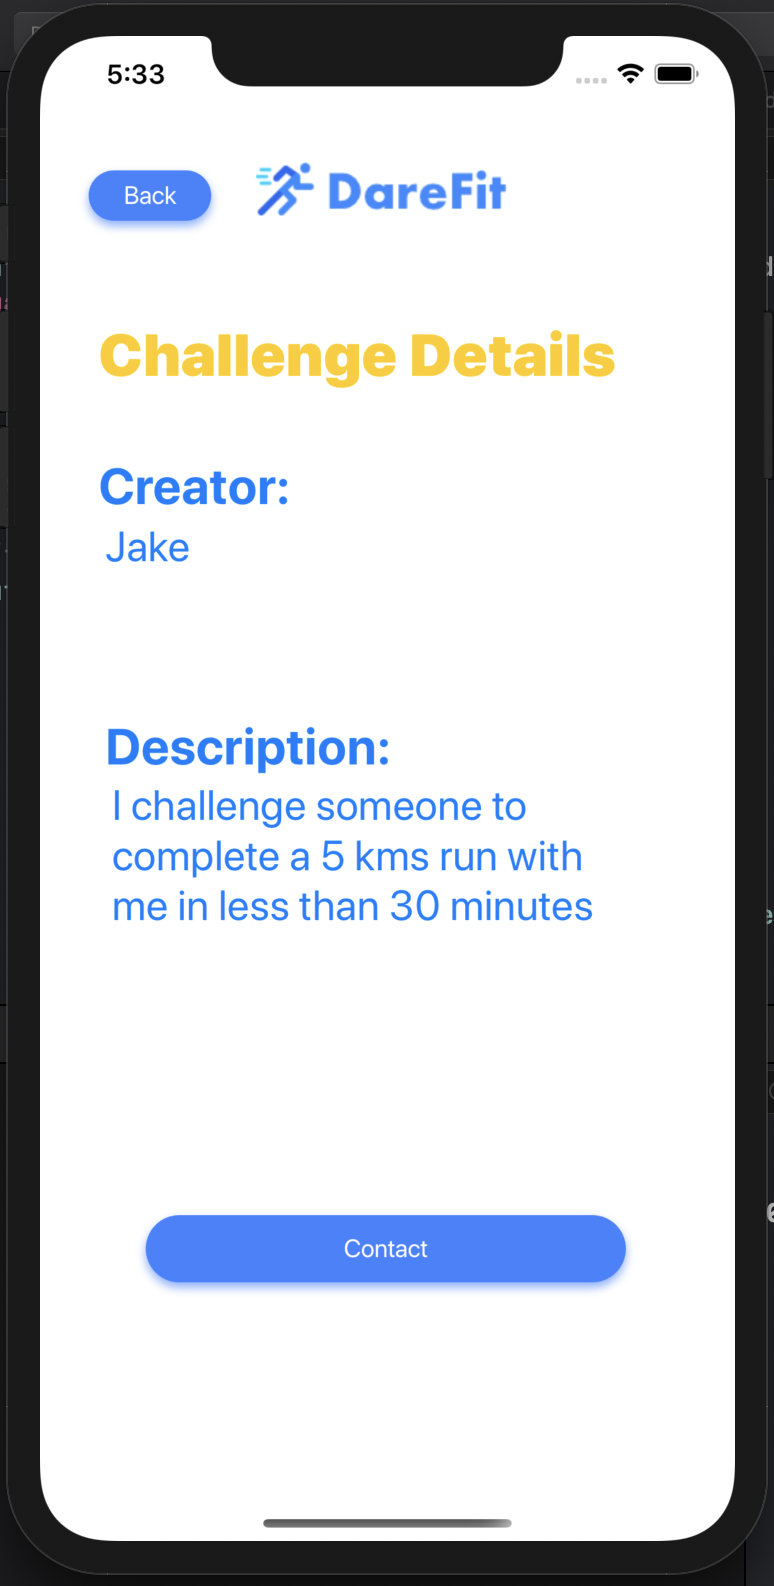 5:33
Back
DareFit
Challenge Details
Creator:
Jake
Description:
I challenge someone to
complete a 5 kms run with
me in less than 30 minutes
Contact